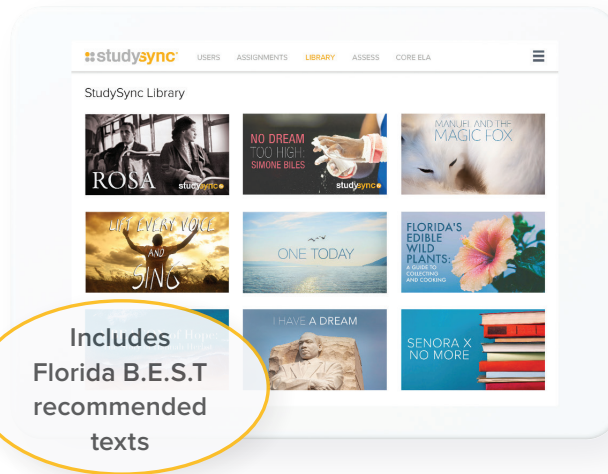 studysync
USERS ASSIGNMENTS LIBRARY ASSESS CORE ELA
StudySync Library
ROSA
studysync
NO DREAM
TOO HIGH:
SIMONE BILES
studysync
MANUEL AND THE
MAGIC FOX
LIFT EVERY VOICE
AND
SING
ONE TODAY
FLORIDA'S
EDIBLE
WILD
PLANTS:
A GUIDE TO
COLLECTING
AND COOKING
of Hope:
I HAVE A DREAM
SENORA X
NO MORE
Includes
Florida B.E.S.T
recommended
texts